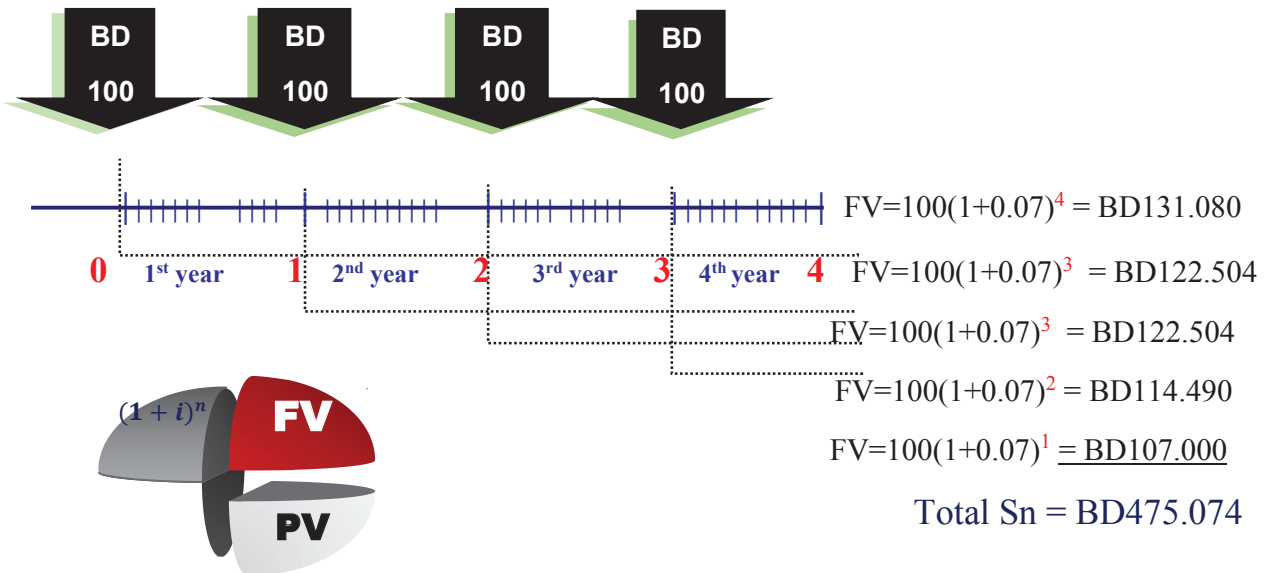 BD
100
BD
100
BD
100
BD
100
FV=100(1+0.07)⁴ = BD131.080
0 1st year 1 2nd year 2 3rd year 3 4th year 4
FV=100(1+0.07)³ = BD122.504
FV=100(1+0.07)³ = BD122.504
FV=100(1+0.07)² = BD114.490
FV=100(1+0.07)¹ = BD107.000
Total Sn = BD475.074
(1 + i)ⁿ
FV
PV